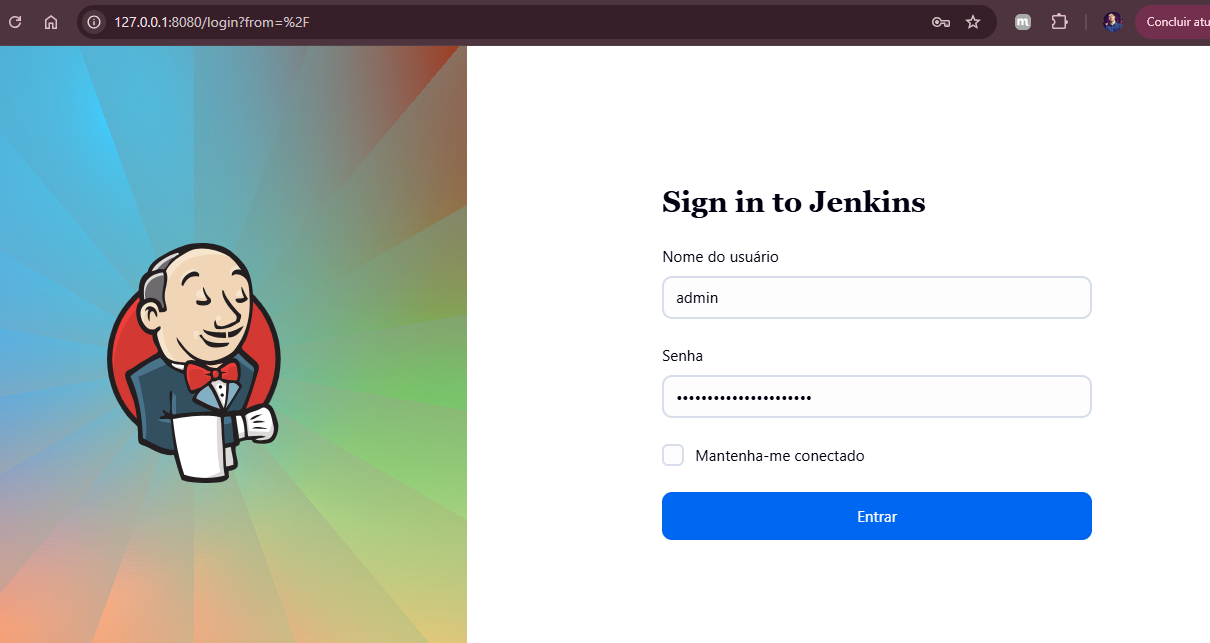 127.0.0.1:8080/login?from=%2F
m
Concluir atu
Sign in to Jenkins
Nome do usuário
admin
Senha
••••••••••••••••••••••
Mantenha-me conectado
Entrar